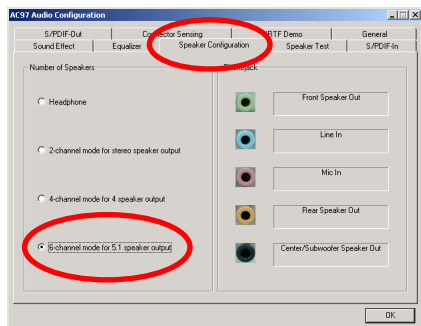 AC97 Audio Configuration
S/PDIF-Out
Connector Sensing
HRTF Demo
General
Sound Effect
Equalizer
Speaker Configuration
Speaker Test
S/PDIF-In
Number of Speakers
Headphone
2-channel mode for stereo speaker output
4-channel mode for 4 speaker output
6-channel mode for 5.1 speaker output
Phonejack
Front Speaker Out
Line In
Mic In
Rear Speaker Out
Center/Subwoofer Speaker Out
OK